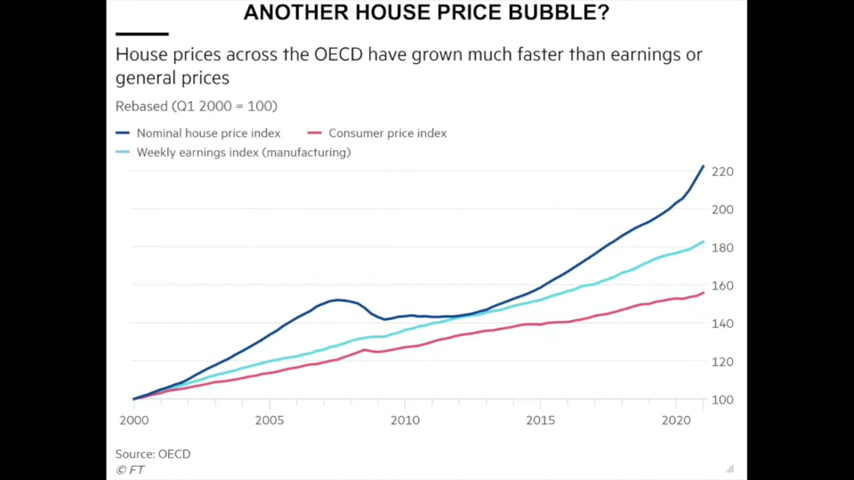 ANOTHER HOUSE PRICE BUBBLE?
House prices across the OECD have grown much faster than earnings or
general prices
Rebased (Q1 2000 = 100)
Nominal house price index
Consumer price index
Weekly earnings index (manufacturing)
220
200
180
160
140
120
100
2000
2005
2010
2015
2020
Source: OECD
© FT